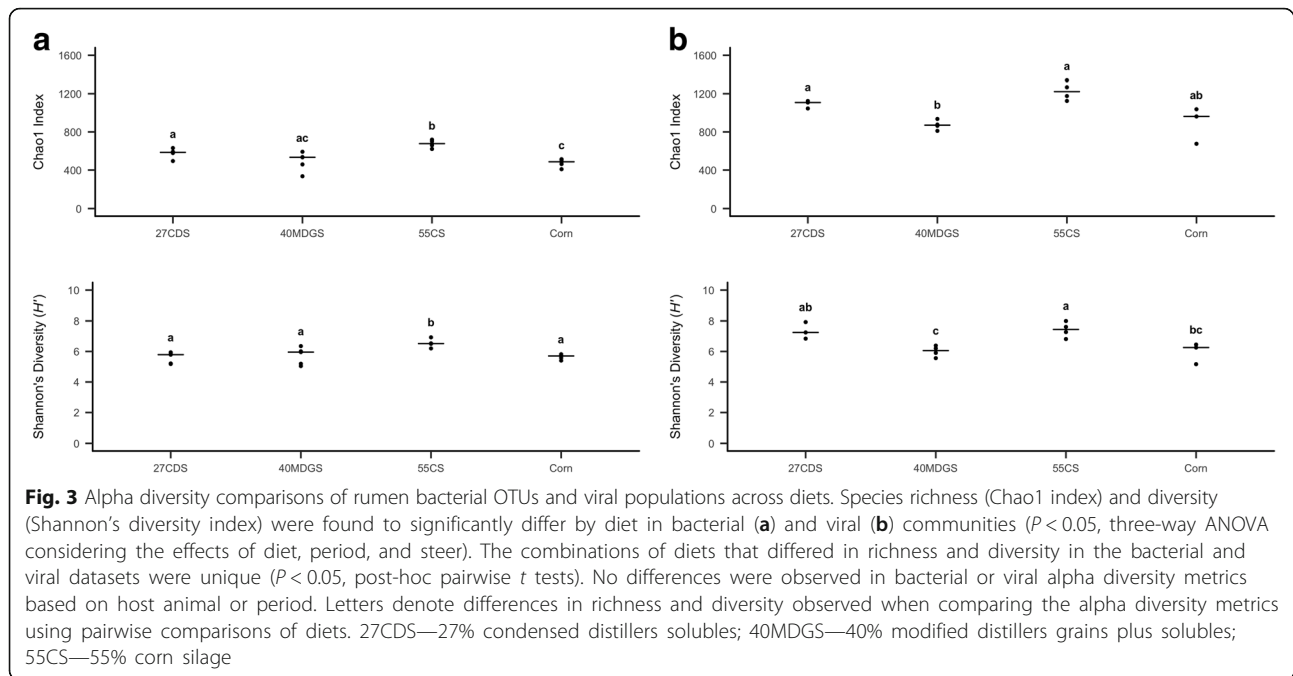 a
1600
1200
800
400
0
Chao1 Index
a
ac
b
c
27CDS
40MDGS
55CS
Corn
b
1600
1200
800
400
0
Chao1 Index
a
b
a
ab
27CDS
40MDGS
55CS
Corn
10
8
6
4
2
0
Shannon's Diversity (H')
a
a
b
a
27CDS
40MDGS
55CS
Corn
10
8
6
4
2
0
Shannon's Diversity (H')
ab
c
a
bc
27CDS
40MDGS
55CS
Corn
Fig. 3 Alpha diversity comparisons of rumen bacterial OTUs and viral populations across diets. Species richness (Chao1 index) and diversity
(Shannon's diversity index) were found to significantly differ by diet in bacterial (a) and viral (b) communities (P < 0.05, three-way ANOVA
considering the effects of diet, period, and steer). The combinations of diets that differed in richness and diversity in the bacterial and
viral datasets were unique (P < 0.05, post-hoc pairwise t tests). No differences were observed in bacterial or viral alpha diversity metrics
based on host animal or period. Letters denote differences in richness and diversity observed when comparing the alpha diversity metrics
using pairwise comparisons of diets. 27CDS—27% condensed distillers solubles; 40MDGS—40% modified distillers grains plus solubles;
55CS—55% corn silage